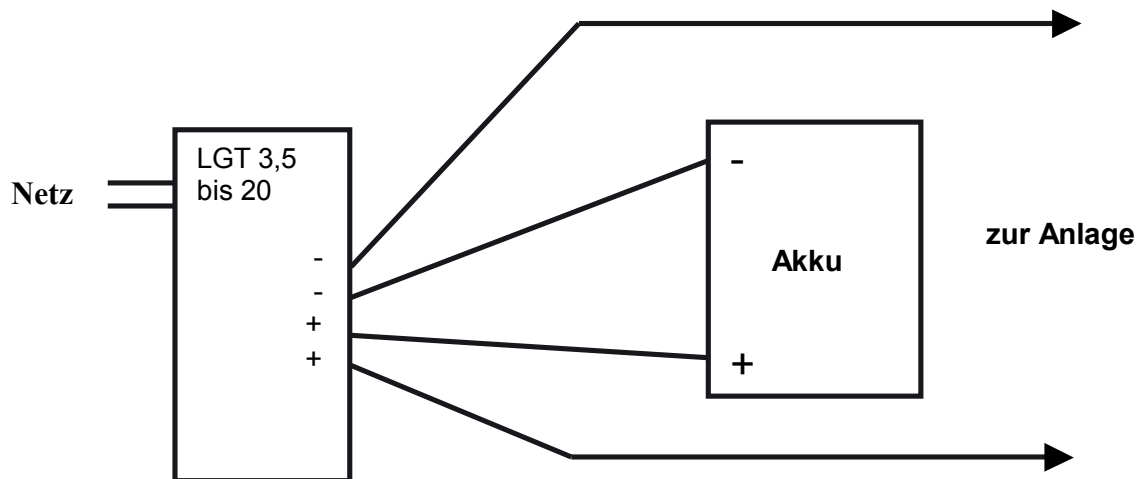 LGT 3,5
bis 20
Netz
-
-
+
+
-
Akku
+
zur Anlage